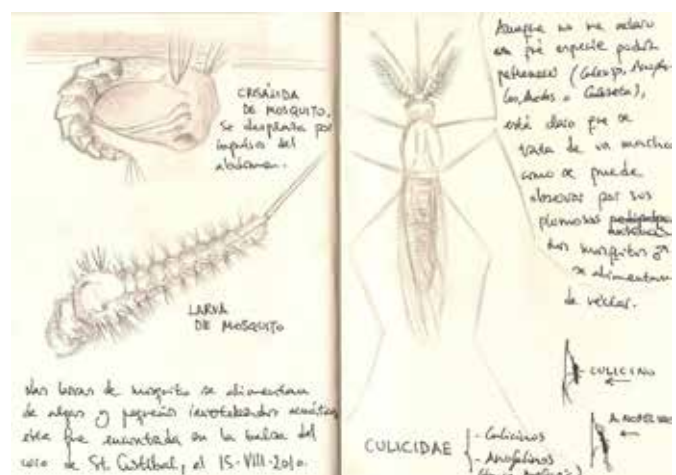 CRISÁLIDA
DE MOSQUITO.
Se desplaza por
impulsos del
abdomen.
LARVA
DE MOSQUITO
Las larvas de mosquito se alimentan
de algas y pequeños invertebrados
esta fue encontrada en la balsa del
de St. Cristòbal, el 15-VIII-2010.
Aunque no me aclaro
en qué especie podría
pertenecer
está claro que se
trata de un macho
como se puede
observar por sus
plumosas
Los mosquitos ♂
se alimentan
de néctar.
CULICINO
CULICIDAE
- Culicinos
- Anofelinos